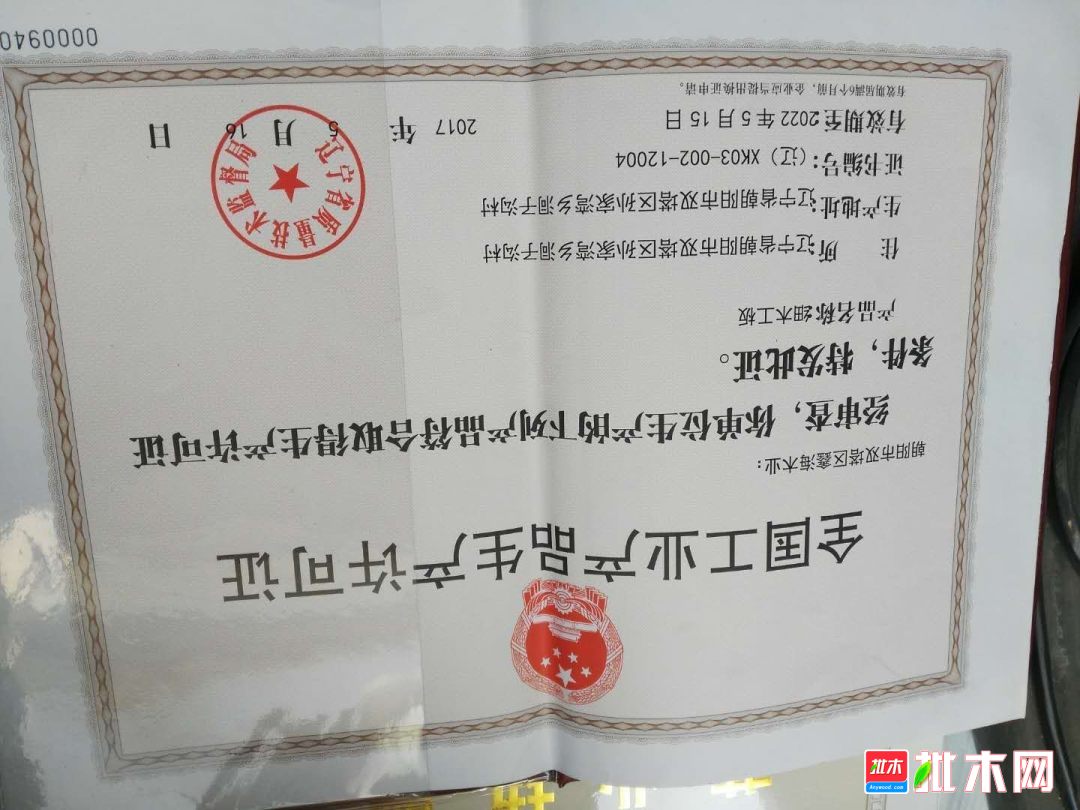 全国工业产品生产许可证
朝阳市双塔区鑫海木业:
经审查，你单位生产的下列产品符合取得生产许可证
条件，特发此证。
产品名称:细木工板
住 所:辽宁省朝阳市双塔区孙家湾乡洞子沟村
生产地址:辽宁省朝阳市双塔区孙家湾乡洞子沟村
证书编号:（辽）XK03-002-12004
有效期至:2022年5月15日
有效期届满6个月前，企业应当提出换证申请。
辽宁省质量技术监督局
2017 年 5 月 16 日
0000940
批木
Anywood.com
批木网